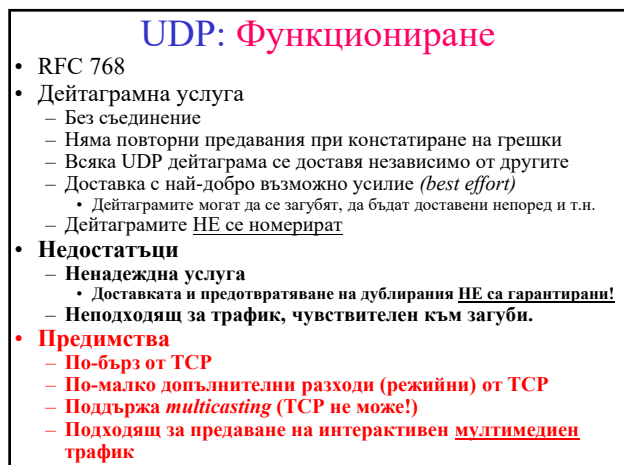 UDP: Функциониране
• RFC 768
• Дейтаграмна услуга
– Без съединение
– Няма повторни предавания при констатиране на грешки
– Всяка UDP дейтаграма се доставя независимо от другите
– Доставка с най-добро възможно усилие (best effort)
• Дейтаграмите могат да се загубят, да бъдат доставени непоред и т.н.
– Дейтаграмите НЕ се номерират
• Недостатъци
– Ненадеждна услуга
• Доставката и предотвратяване на дублирания НЕ са гарантирани!
– Неподходящ за трафик, чувствителен към загуби.
• Предимства
– По-бърз от TCP
– По-малко допълнителни разходи (режийни) от TCP
– Поддържа multicasting (TCP не може!)
– Подходящ за предаване на интерактивен мултимедиен
трафик